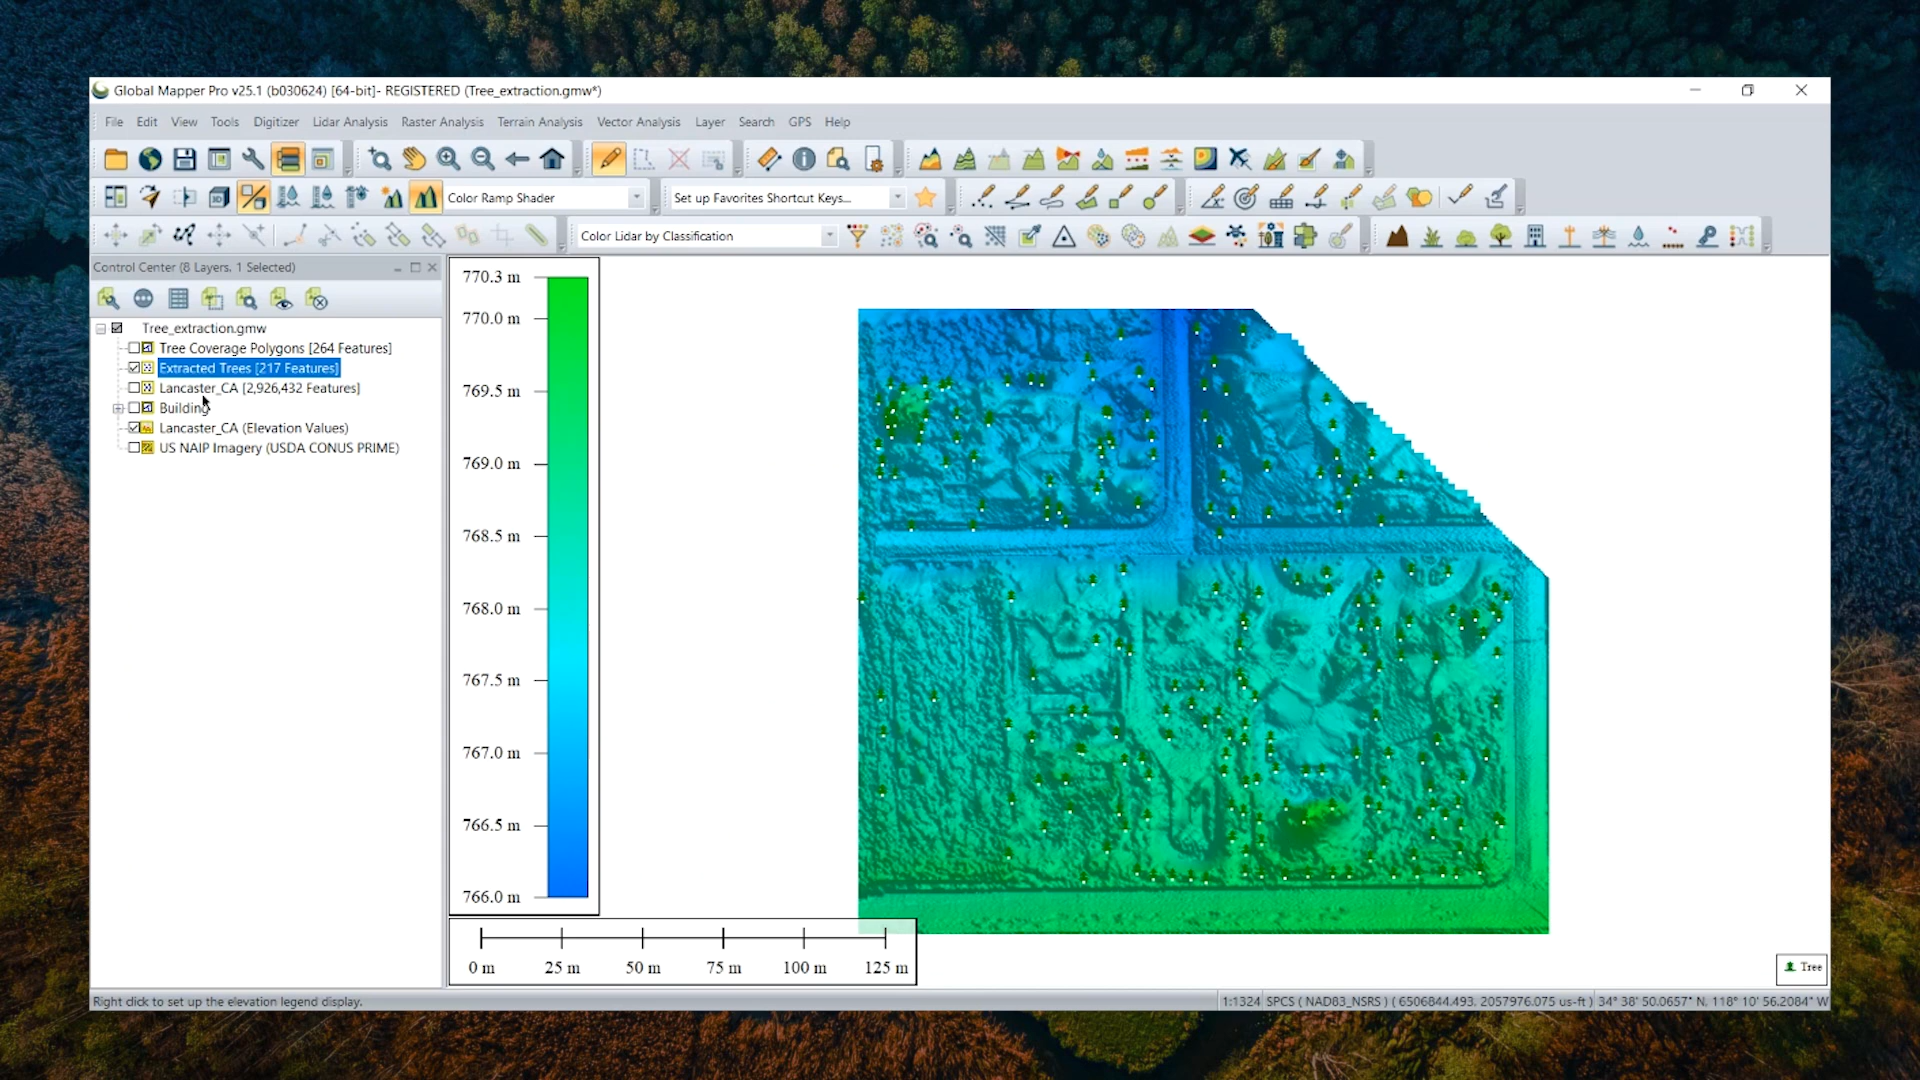 Global Mapper Pro v25.1 (b030624) [64-bit]- REGISTERED (Tree_extraction.gmw*)
File Edit View Tools Digitizer Lidar Analysis Raster Analysis Terrain Analysis Vector Analysis Layer Search GPS Help
Color Ramp Shader
Set up Favorites Shortcut Keys...
Color Lidar by Classification
Control Center (8 Layers, 1 Selected)
Tree_extraction.gmw
Tree Coverage Polygons [264 Features]
Extracted Trees [217 Features]
Lancaster_CA [2,926,432 Features]
Building
Lancaster_CA (Elevation Values)
US NAIP Imagery (USDA CONUS PRIME)
770.3 m
770.0 m
769.5 m
769.0 m
768.5 m
768.0 m
767.5 m
767.0 m
766.5 m
766.0 m
0 m 25 m 50 m 75 m 100 m 125 m
Tree
Right click to set up the elevation legend display.
1:1324 SPCS ( NAD83_NSRS ) ( 6506844.493, 2057976.075 us-ft ) 34° 38' 50.0657" N, 118° 10' 56.2084" W